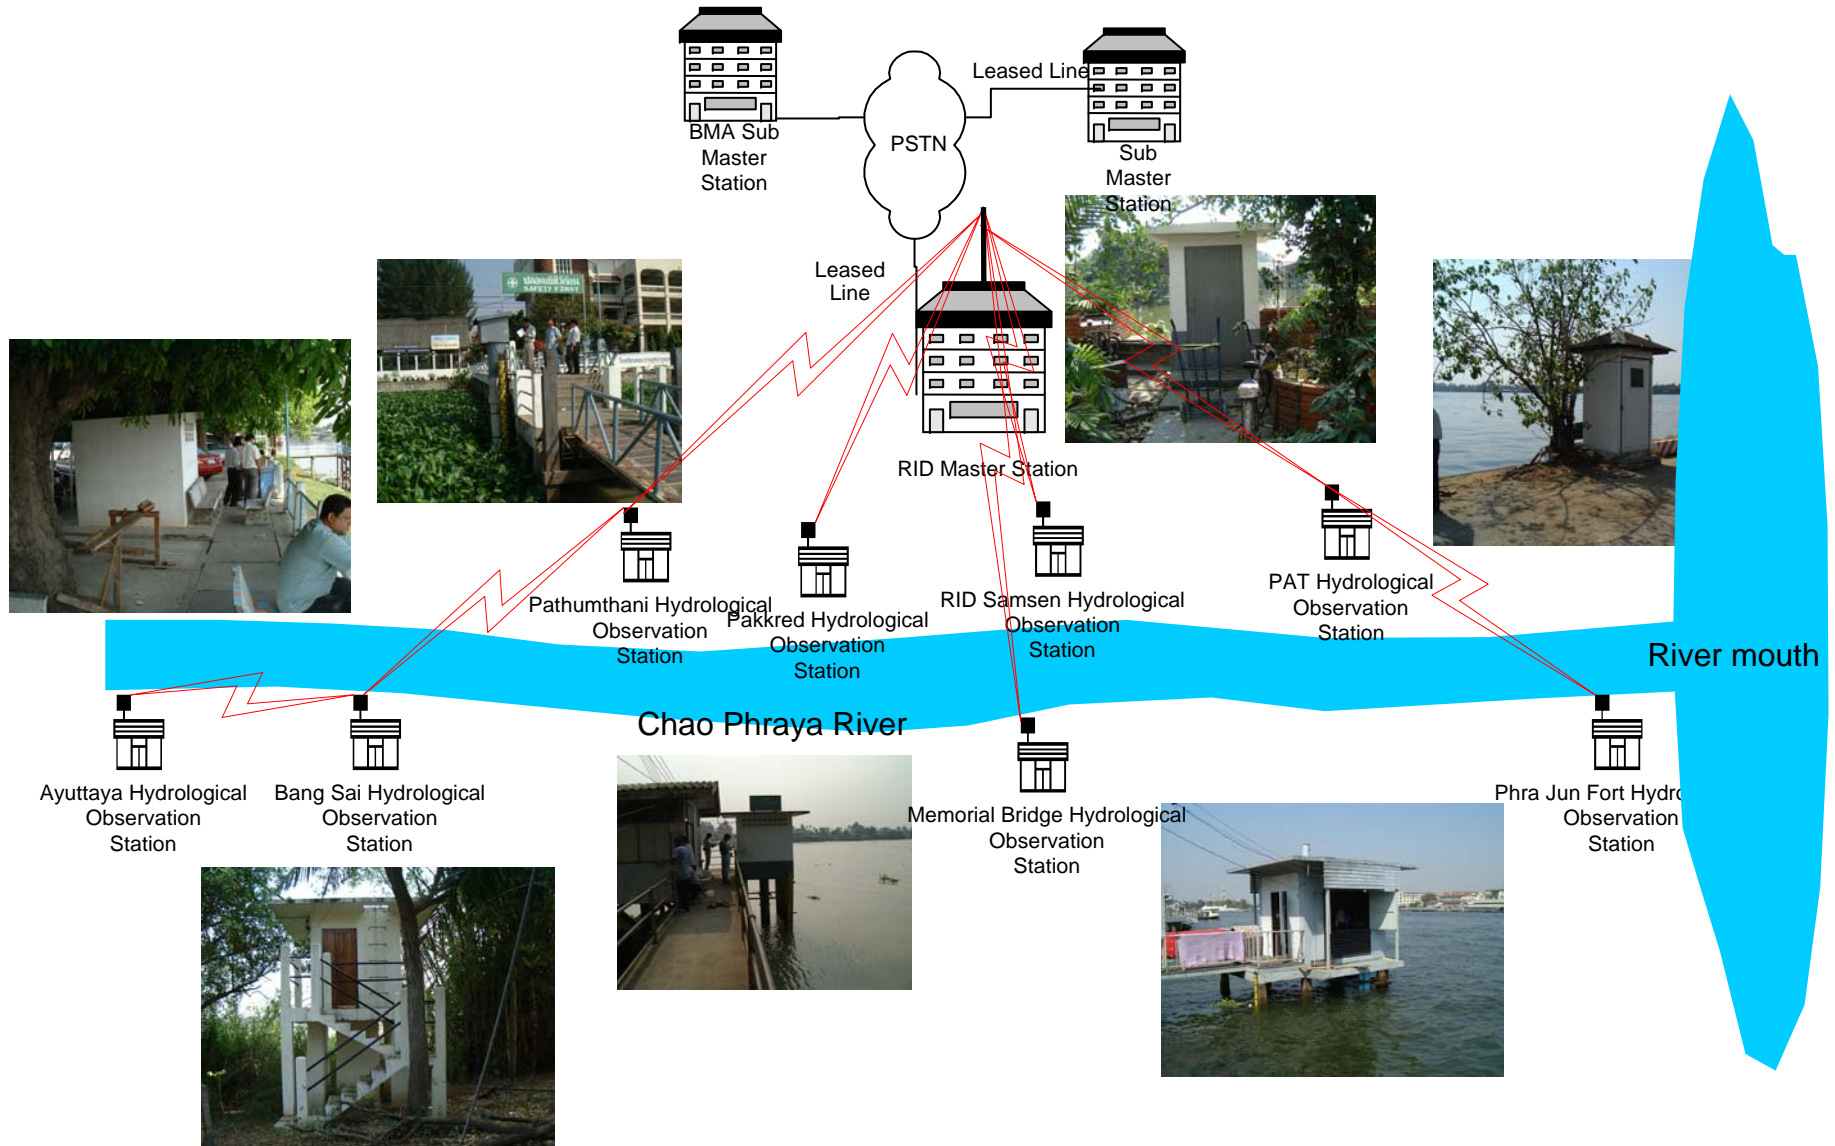 Leased Line
BMA Sub
Master
Station
PSTN
Sub
Master
Station
Leased
Line
SAFETY FIRST
RID Master Station
Pathumthani Hydrological
Observation
Station
Pakkred Hydrological
Observation
Station
RID Samsen Hydrological
Observation
Station
PAT Hydrological
Observation
Station
River mouth
Chao Phraya River
Ayuttaya Hydrological
Observation
Station
Bang Sai Hydrological
Observation
Station
Memorial Bridge Hydrological
Observation
Station
Phra Jun Fort Hydro
Observation
Station